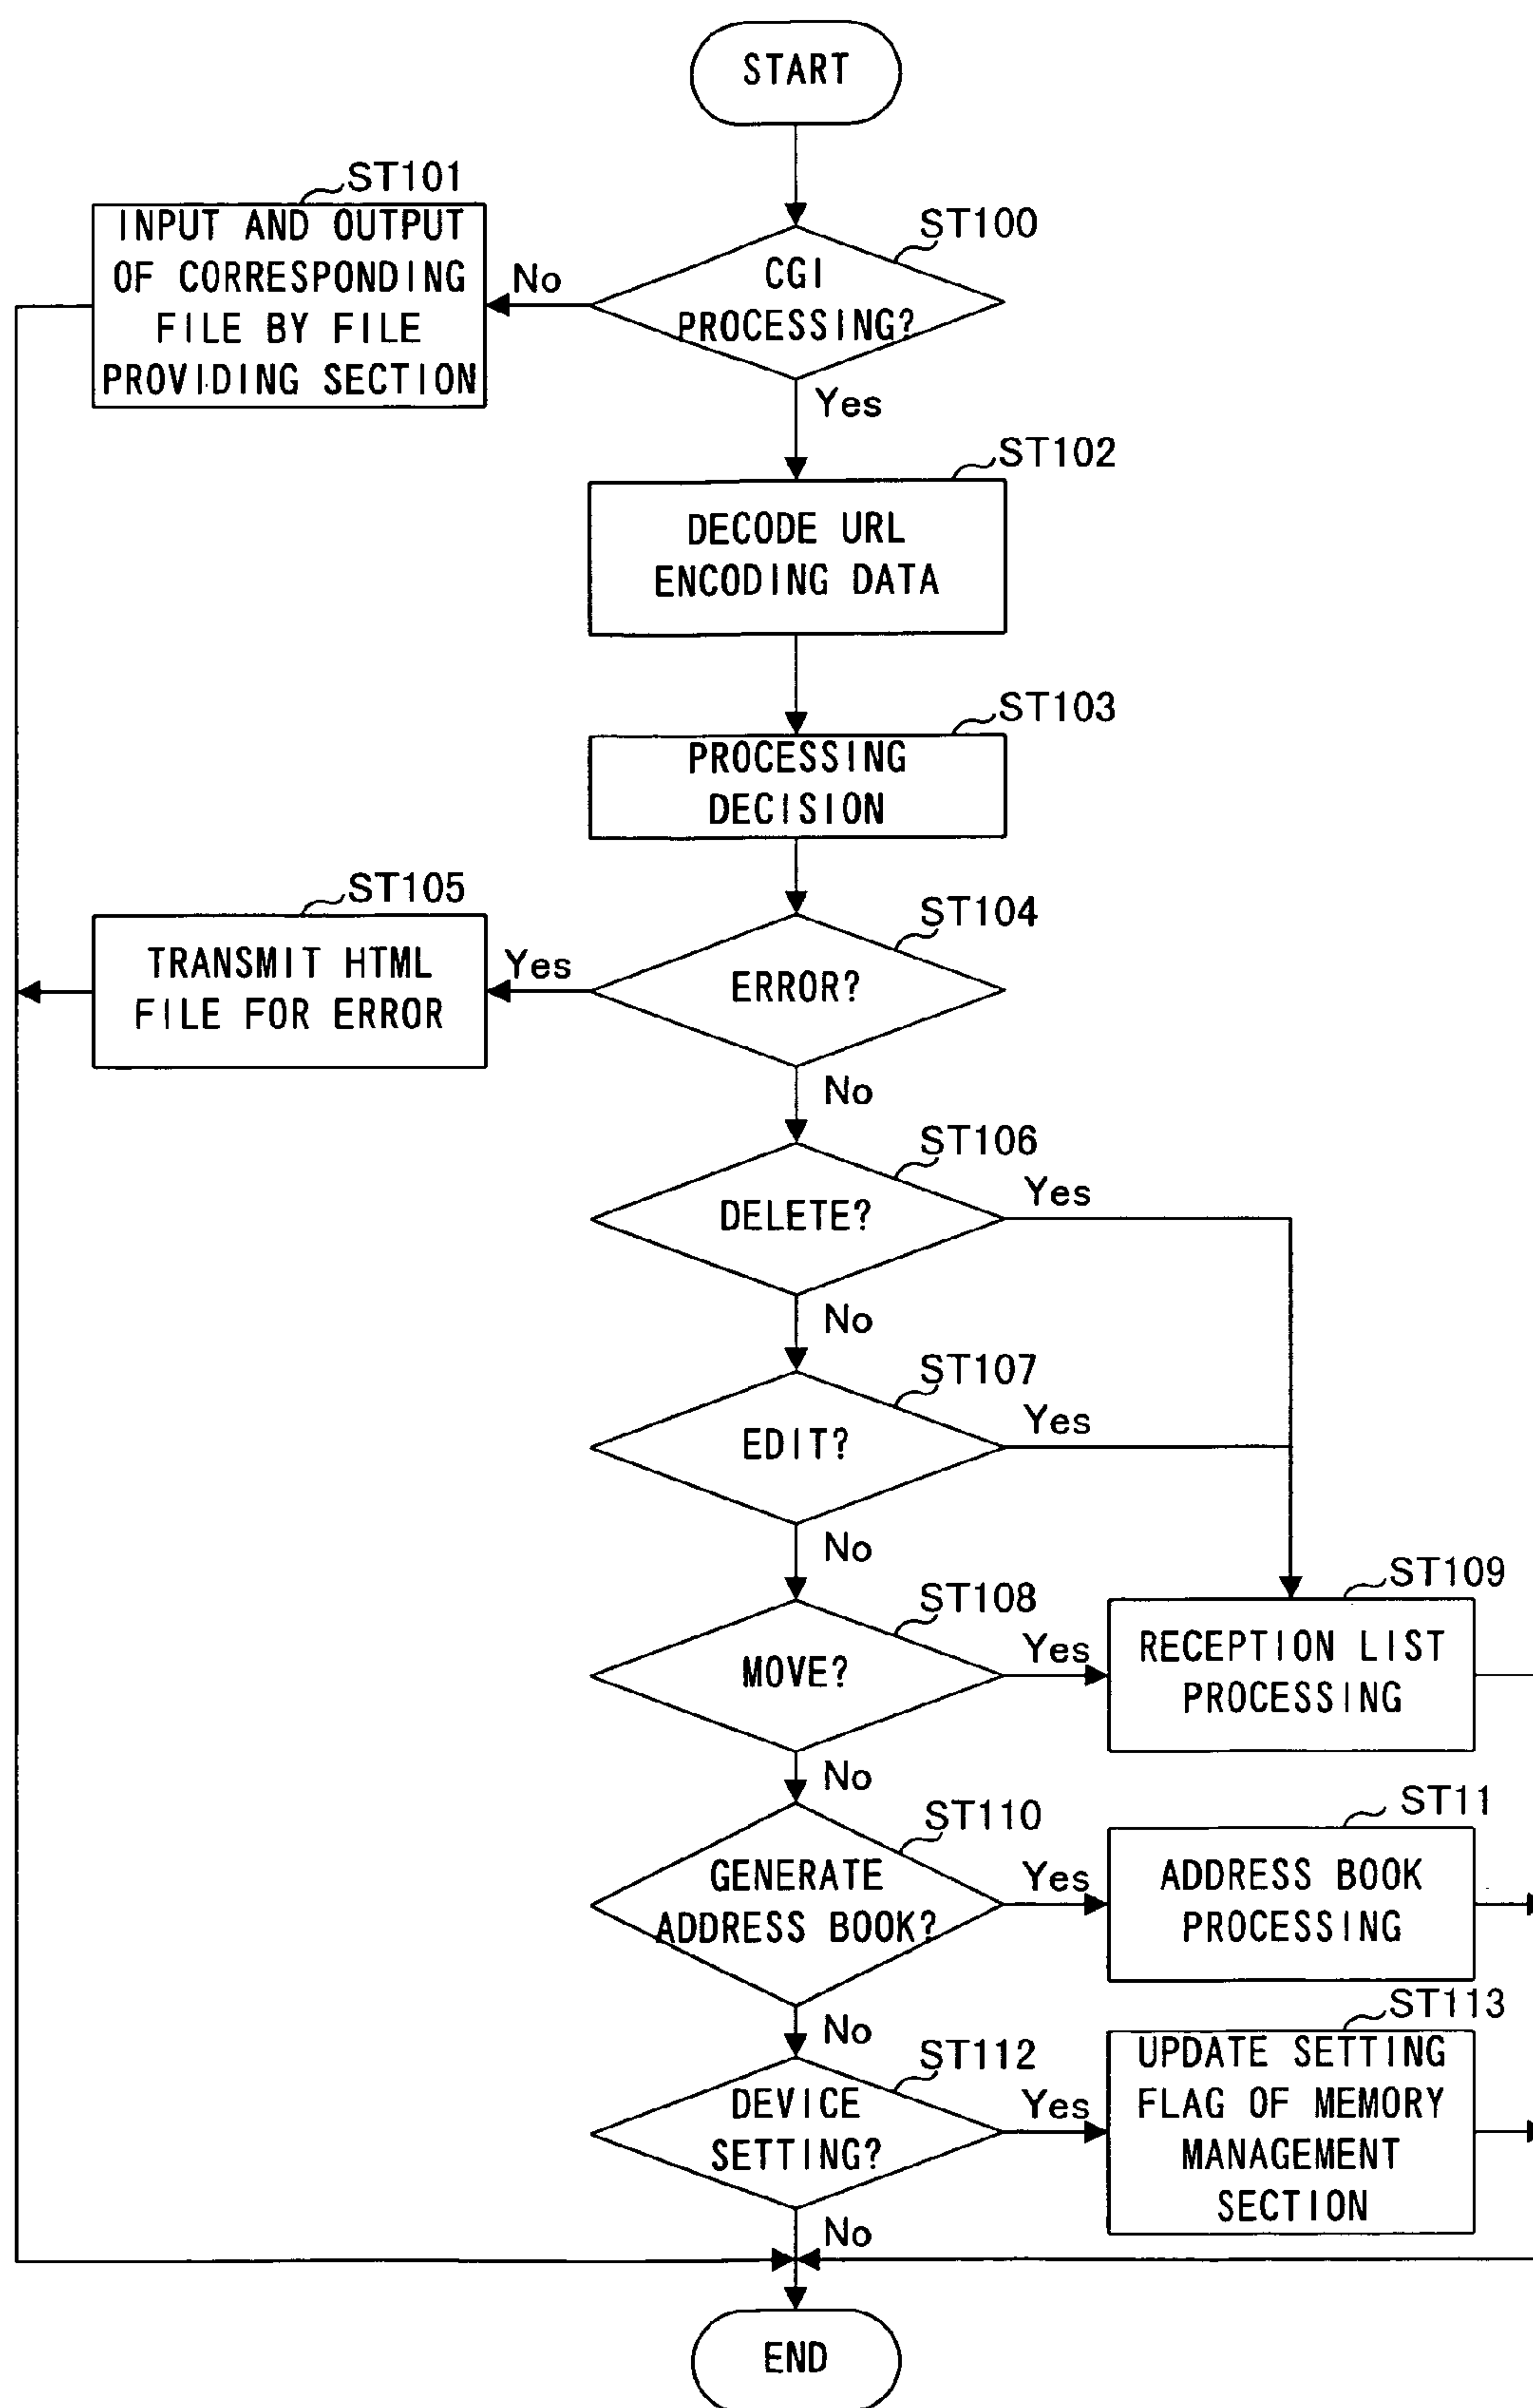 START
ST101
INPUT AND OUTPUT
OF CORRESPONDING
FILE BY FILE
PROVIDING SECTION
No
ST100
CGI
PROCESSING?
Yes
ST102
DECODE URL
ENCODING DATA
ST103
PROCESSING
DECISION
ST105
TRANSMIT HTML
FILE FOR ERROR
Yes
ST104
ERROR?
No
ST106
DELETE?
Yes
No
ST107
EDIT?
Yes
No
ST108
MOVE?
Yes
ST109
RECEPTION LIST
PROCESSING
No
ST110
GENERATE
ADDRESS BOOK?
Yes
ST11
ADDRESS BOOK
PROCESSING
No
ST112
DEVICE
SETTING?
Yes
ST113
UPDATE SETTING
FLAG OF MEMORY
MANAGEMENT
SECTION
No
END